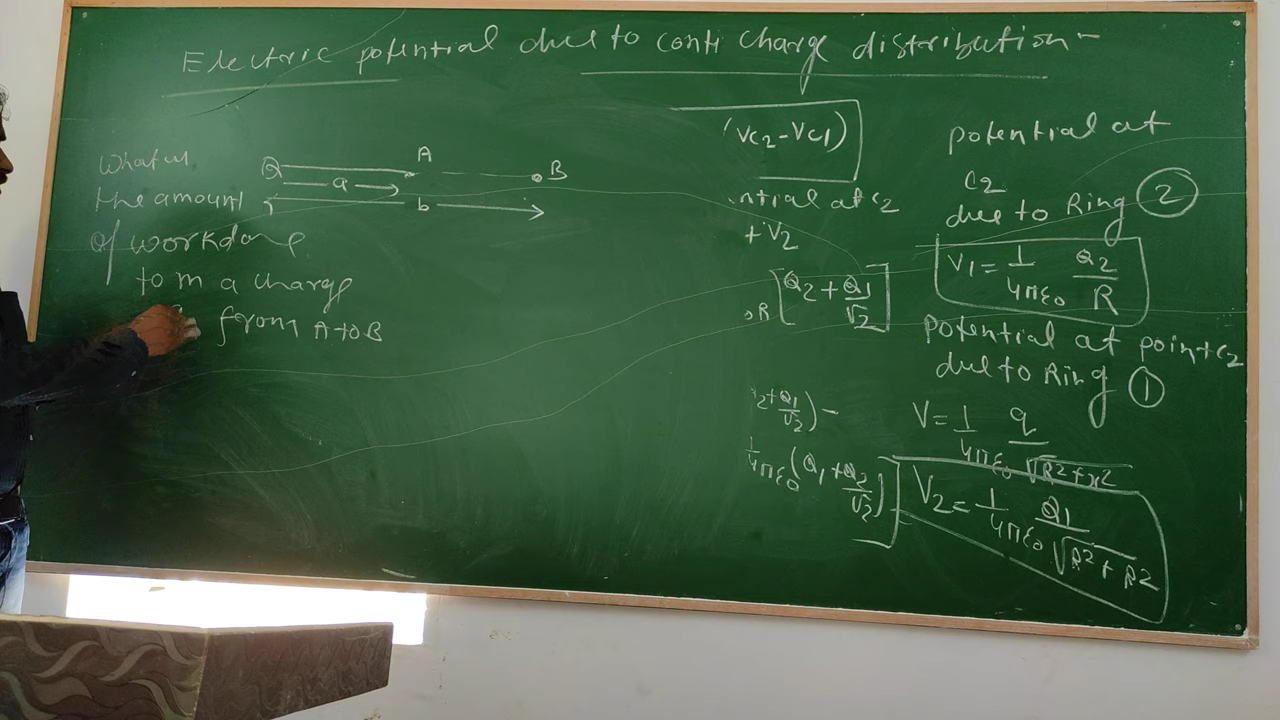 Electric potential due to conti charge distribution-
What is
the amount
of workdone
to m a charge
from A to B
Q A B
a
b
(Vc2-Vc1)
ntial at c2
+V2
R [Q2+Q1/√2]
2+Q1/√2)-
1/4πε0 (Q1+Q2/√2)]
potential at
c2
due to Ring 2
V1=1/4πε0 Q2/R
potential at point c2
due to Ring 1
V=1/4πε0 q/√R²+x²
V2=1/4πε0 Q1/√R²+R²